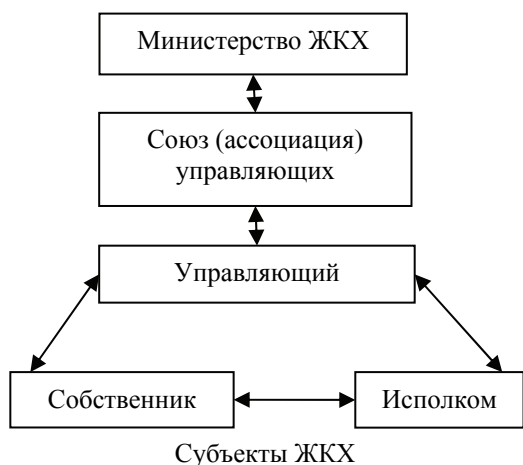 Министерство ЖКХ
Союз (ассоциация)
управляющих
Управляющий
Собственник
Исполком
Субъекты ЖКХ